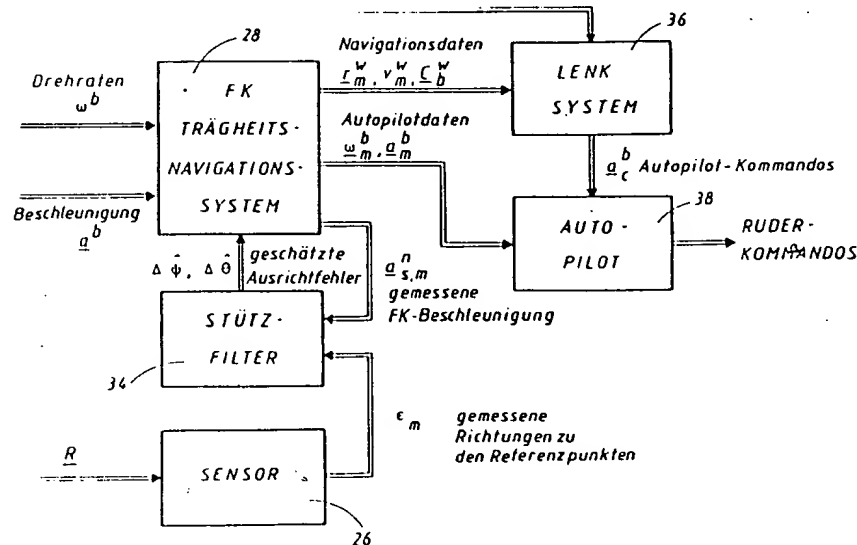 28
36
Drehraten
ω^b
FK
TRÄGHEITS-
NAVIGATIONS-
SYSTEM
Navigationsdaten
r_m^w, v_m^w, C_b^w
LENK
SYSTEM
Autopilotdaten
ω_m^b, a_m^b
a_c^b Autopilot-Kommandos
38
Beschleunigung
a^b
AUTO-
PILOT
RUDER-
KOMMANDOS
Δψ̂, Δθ̂
geschätzte
Ausrichtfehler
a_{s,m}^n
gemessene
FK-Beschleunigung
STÜTZ-
FILTER
34
ε_m
gemessene
Richtungen zu
den Referenzpunkten
R
SENSOR
26